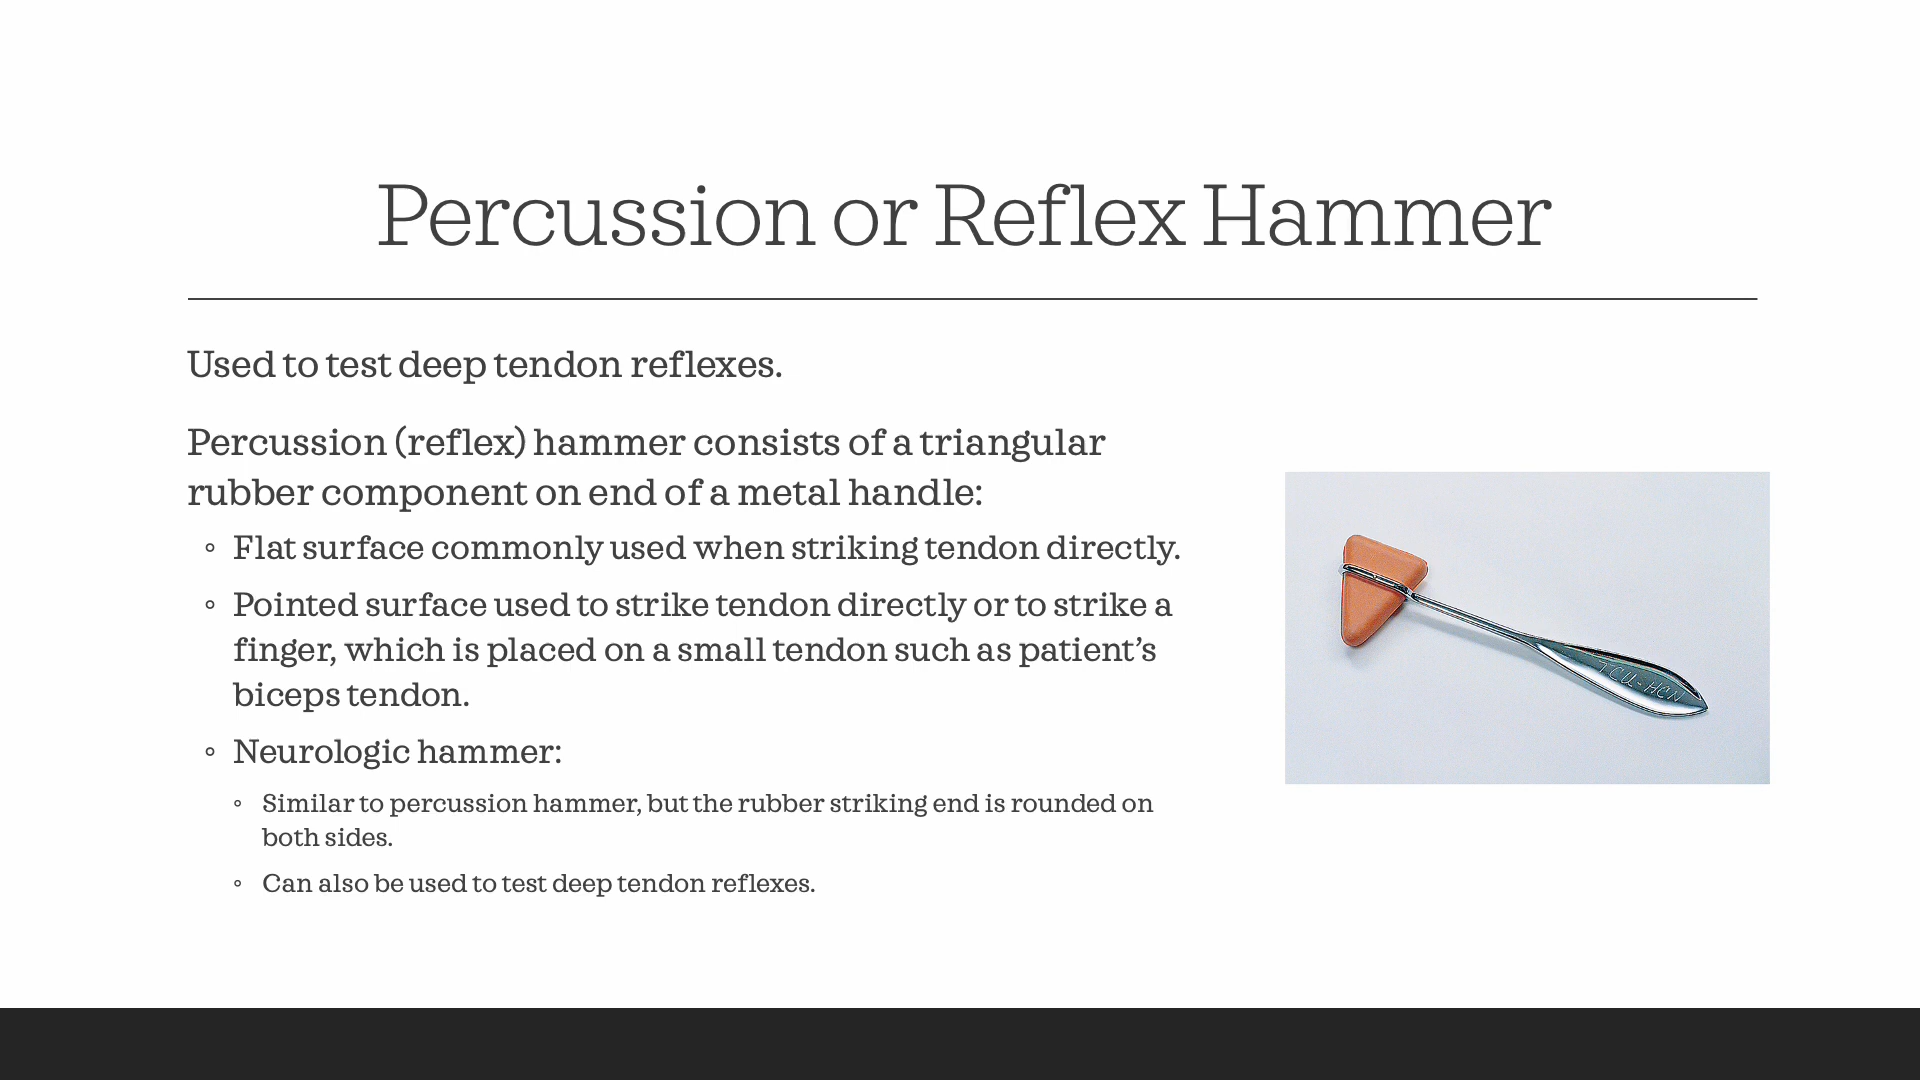 Percussion or Reflex Hammer
Used to test deep tendon reflexes.
Percussion (reflex) hammer consists of a triangular
rubber component on end of a metal handle:
◦ Flat surface commonly used when striking tendon directly.
◦ Pointed surface used to strike tendon directly or to strike a
finger, which is placed on a small tendon such as patient’s
biceps tendon.
◦ Neurologic hammer:
◦ Similar to percussion hammer, but the rubber striking end is rounded on
both sides.
◦ Can also be used to test deep tendon reflexes.
TCU-HCN